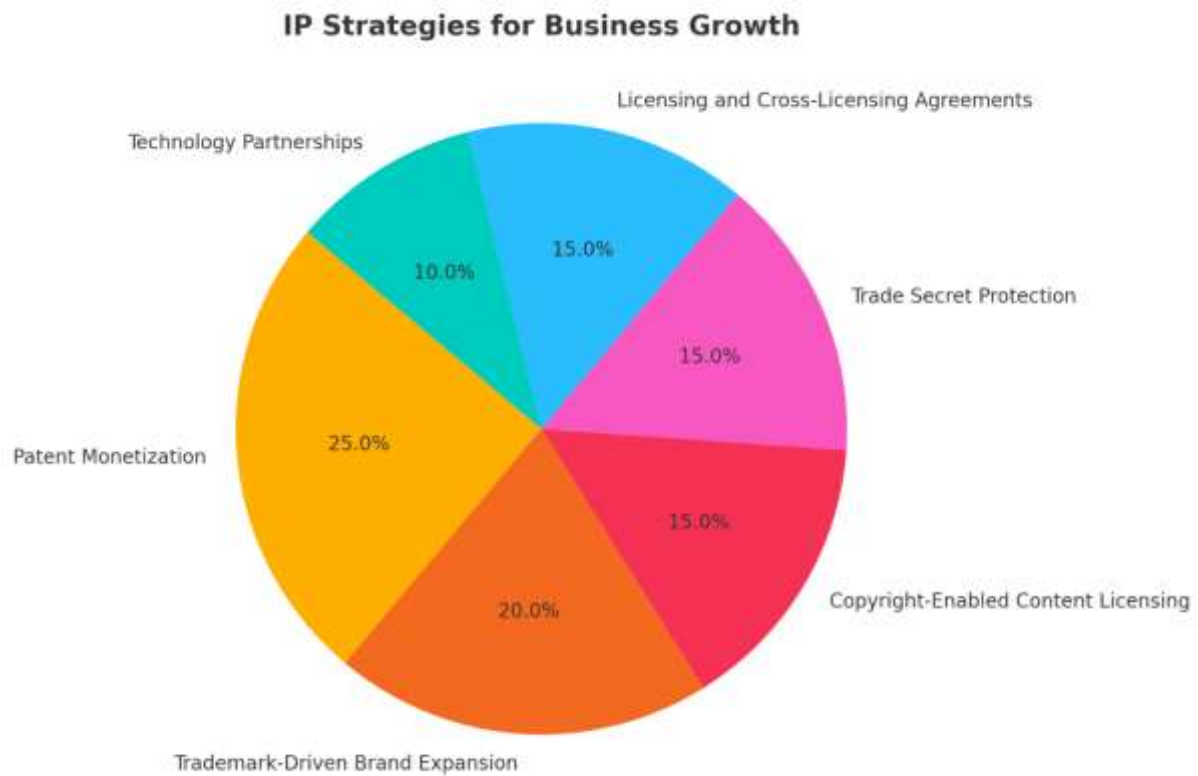 IP Strategies for Business Growth
Licensing and Cross-Licensing Agreements
Technology Partnerships
15.0%
10.0%
Trade Secret Protection
15.0%
25.0%
Patent Monetization
15.0%
Copyright-Enabled Content Licensing
20.0%
Trademark-Driven Brand Expansion